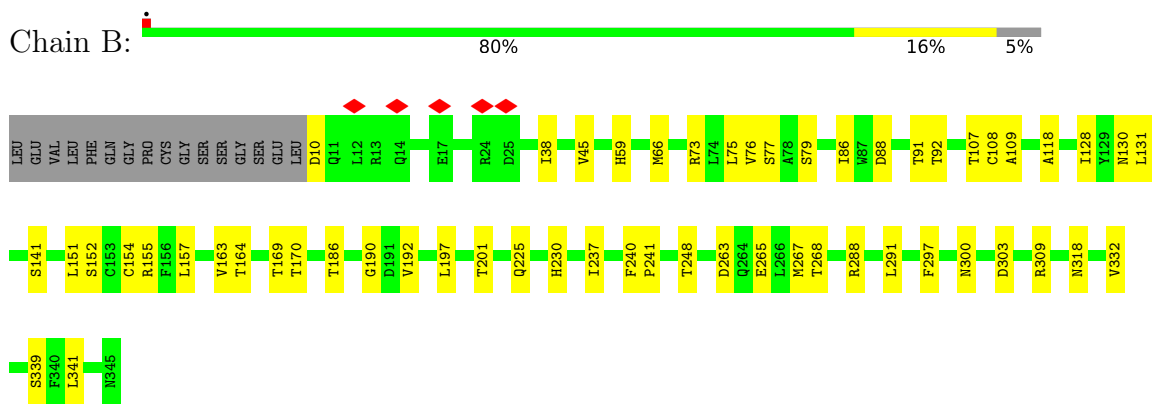 Chain B:
80% 16% 5%
LEU GLU VAL LEU PHE GLN GLY PRO CYS GLY SER SER GLY SER GLU LEU D10 Q11 L12 R13 Q14 E17 R24 D25 I38 V45 H59 M66 R73 L74 L75 V76 S77 A78 S79 I86 W87 D88 T91 T92 T107 C108 A109 A118 I128 Y129 N130 L131
S141 L151 S152 C153 C154 R155 F156 L157 V163 T164 T169 T170 T186 G190 D191 V192 L197 T201 Q225 H230 I237 F240 P241 T248 D263 Q264 E265 L266 M267 T268 R288 L291 F297 N300 D303 R309 N318 V332
S339 F340 L341 N345